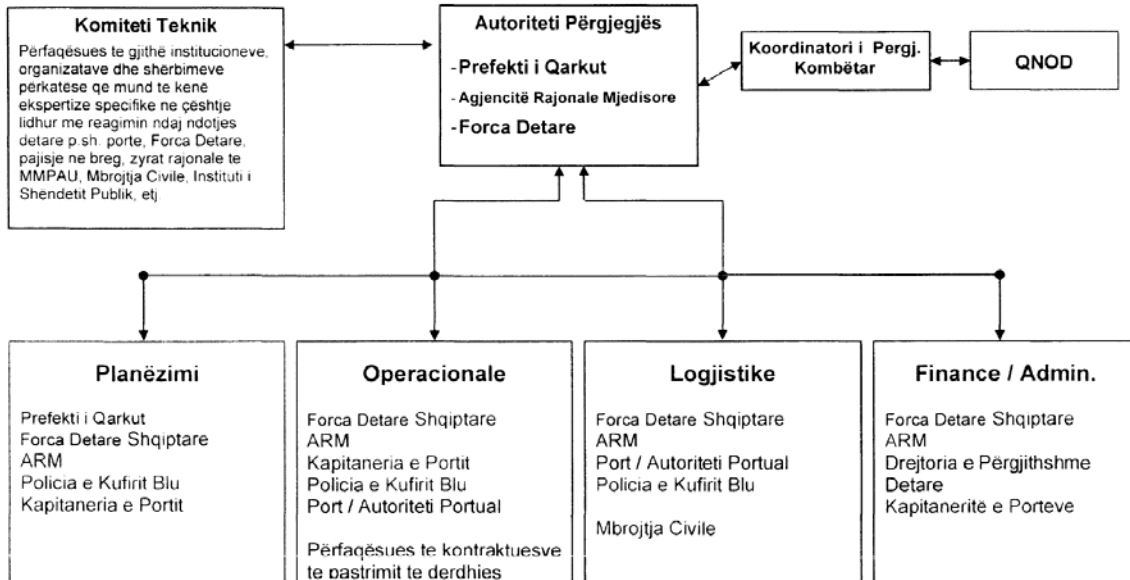 Komiteti Teknik
Përfaqësues te gjithë institucioneve,
organizatave dhe shërbimeve
përkatëse qe mund te kenë
ekspertize specifike ne çështje
lidhur me reagimin ndaj ndotjes
detare p.sh. porte, Forca Detare,
pajisje ne breg, zyrat rajonale te
MMPAU, Mbrojtja Civile, Instituti i
Shëndetit Publik, etj
Autoriteti Përgjegjës
-Prefekti i Qarkut
- Agjencitë Rajonale Mjedisore
- Forca Detare
Koordinatori i Pergj.
Kombëtar
QNOD
Planëzimi
Prefekti i Qarkut
Forca Detare Shqiptare
ARM
Policia e Kufirit Blu
Kapitaneria e Portit
Operacionale
Forca Detare Shqiptare
ARM
Kapitaneria e Portit
Policia e Kufirit Blu
Port / Autoriteti Portual
Përfaqësues te kontraktuesve
te pastrimit te derdhies
Logjistike
Forca Detare Shqiptare
ARM
Port / Autoriteti Portual
Policia e Kufirit Blu
Mbrojtja Civile
Finance / Admin.
Forca Detare Shqiptare
ARM
Drejtoria e Përgjithshme
Detare
Kapitaneritë e Porteve